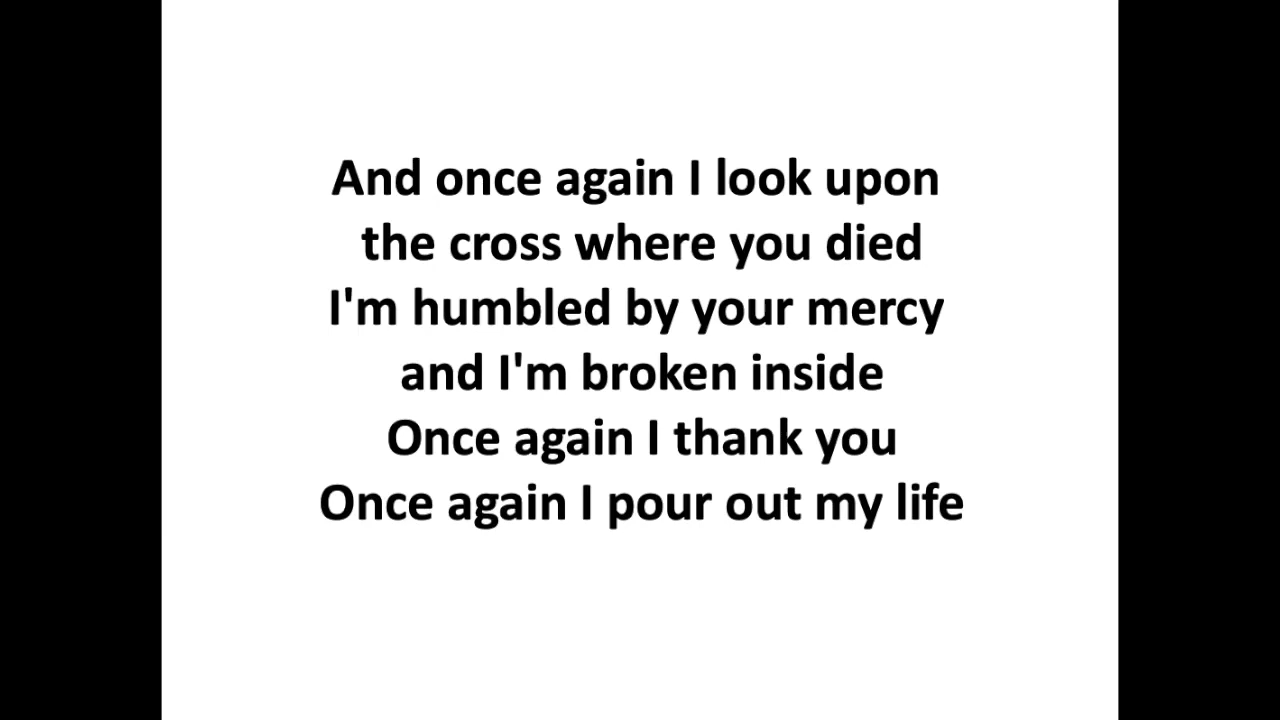 And once again I look upon
the cross where you died
I'm humbled by your mercy
and I'm broken inside
Once again I thank you
Once again I pour out my life